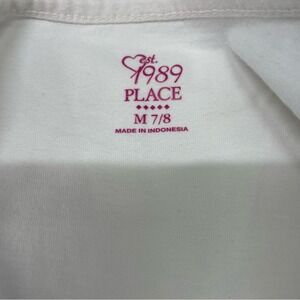 est.
1989
PLACE
M 7/8
MADE IN INDONESIA